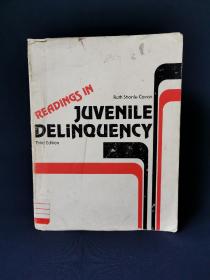 Ruth Shonle Cavan
READINGS IN
JUVENILE
DELINQUENCY
Third Edition